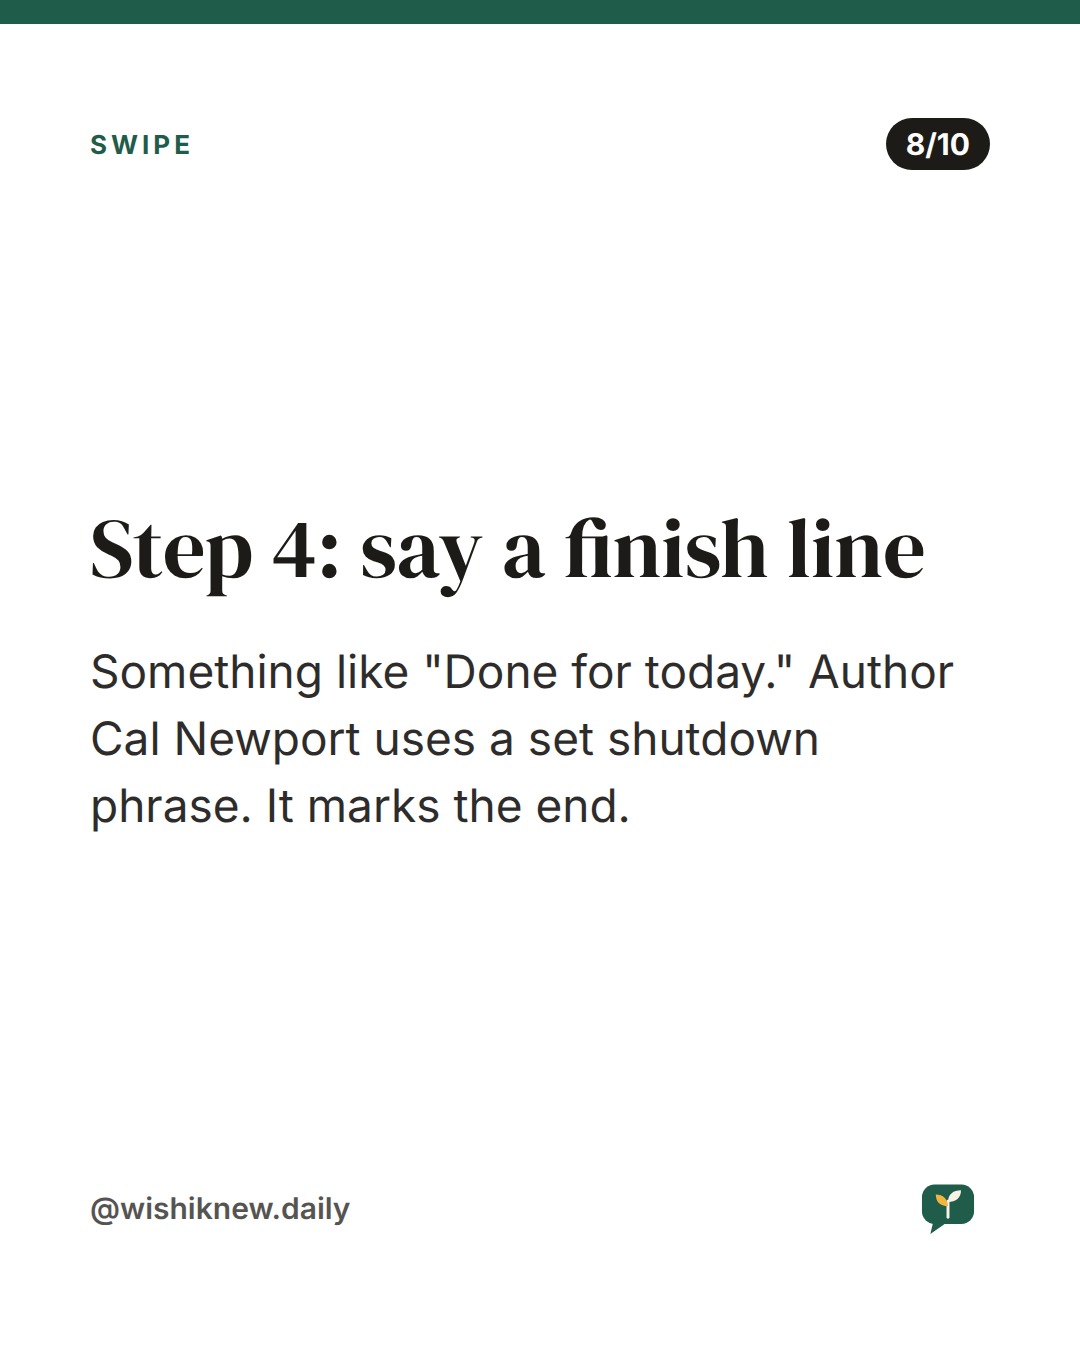 SWIPE
8/10
Step 4: say a finish line
Something like "Done for today." Author
Cal Newport uses a set shutdown
phrase. It marks the end.
@wishiknew.daily